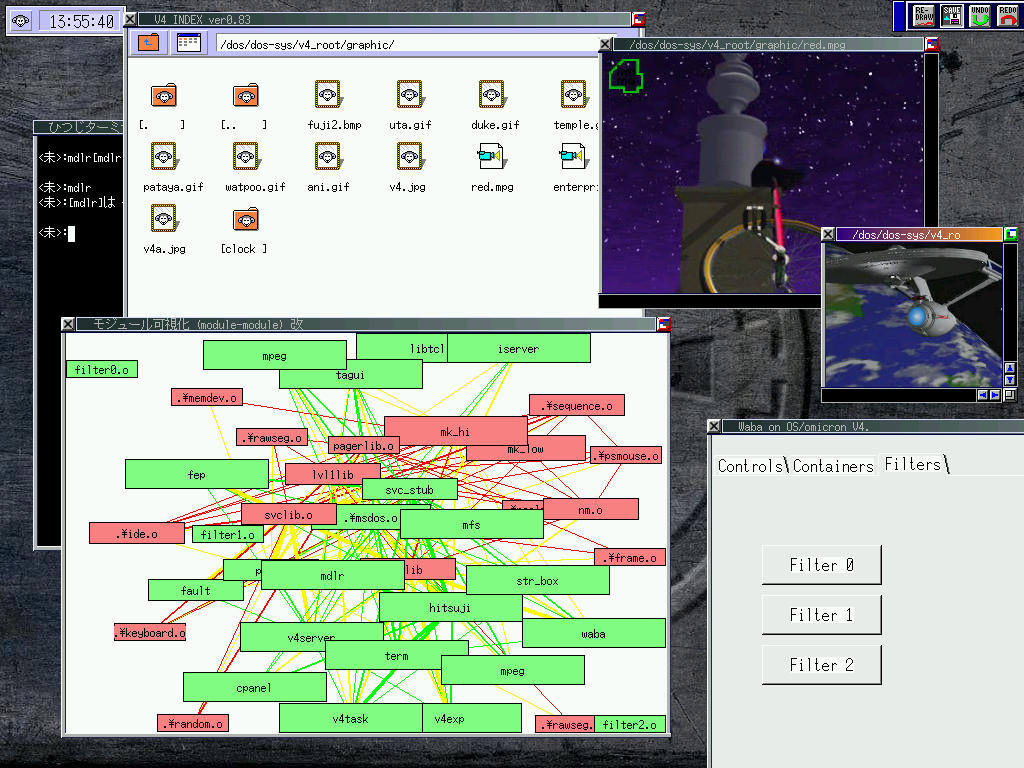 13:55:40
V4 INDEX ver0.83
RE-DRAW
SAVE
UNDO
REDO
/dos/dos-sys/v4_root/graphic/
/dos/dos-sys/v4_root/graphic/red.mpg
[. ]
[.. ]
fuji2.bmp
uta.gif
duke.gif
temple.g
pataya.gif
watpoo.gif
ani.gif
v4.jpg
red.mpg
enterpri
v4a.jpg
[clock ]
ひつじターミ
<未>:mdlr[mdlr
<未>:mdlr
<未>:[mdlr]は
<未>:
/dos/dos-sys/v4_ro
モジュール可視化 (module-module) 改
mpeg
libtcl
iserver
filter0.o
tagui
.¥memdev.o
.¥sequence.o
mk_hi
.¥rawseg.o
pagerlib.o
mk_low
.¥psmouse.o
fep
lvl1lib
svc_stub
svclib.o
.¥msdos.o
nm.o
mfs
.¥ide.o
filter1.o
.¥frame.o
p
mdlr
lib
str_box
fault
hitsuji
.¥keyboard.o
v4server
waba
term
mpeg
cpanel
.¥random.o
v4task
v4exp
.¥rawseg.
filter2.o
Waba on OS/omicron V4.
Controls\Containers
Filters\
Filter 0
Filter 1
Filter 2